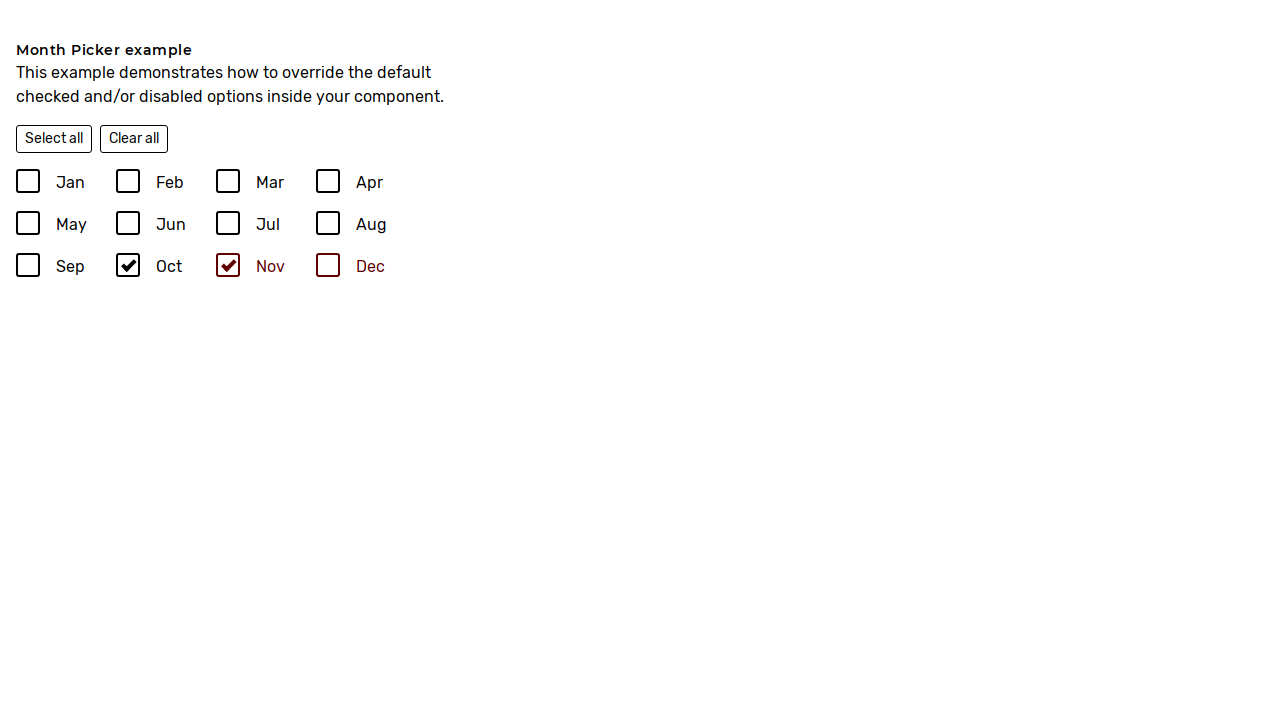 Month Picker example
This example demonstrates how to override the default
checked and/or disabled options inside your component.
Select all Clear all
Jan Feb Mar Apr
May Jun Jul Aug
Sep Oct Nov Dec